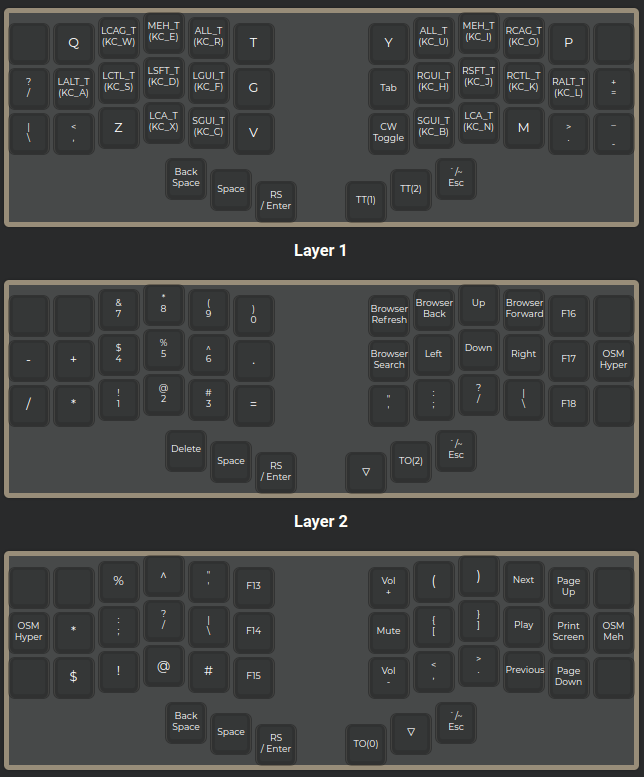 Q
LCAG_T
(KC_W)
MEH_T
(KC_E)
ALL_T
(KC_R)
T
Y
ALL_T
(KC_U)
MEH_T
(KC_I)
RCAG_T
(KC_O)
P
?
/
LALT_T
(KC_A)
LCTL_T
(KC_S)
LSFT_T
(KC_D)
LGUI_T
(KC_F)
G
Tab
RGUI_T
(KC_H)
RSFT_T
(KC_J)
RCTL_T
(KC_K)
RALT_T
(KC_L)
+
=
|
\
<
,
Z
LCA_T
(KC_X)
SGUI_T
(KC_C)
V
CW
Toggle
SGUI_T
(KC_B)
LCA_T
(KC_N)
M
>
.
_
-
Back
Space
Space
RS
/ Enter
TT(1)
TT(2)
`/~
Esc
Layer 1
&
7
*
8
(
9
)
0
Browser
Refresh
Browser
Back
Up
Browser
Forward
F16
-
+
$
4
%
5
^
6
.
Browser
Search
Left
Down
Right
F17
OSM
Hyper
/
*
!
1
@
2
#
3
=
"
'
:
;
?
/
|
\
F18
Delete
Space
RS
/ Enter
▽
TO(2)
`/~
Esc
Layer 2
%
^
"
'
F13
Vol
+
(
)
Next
Page
Up
OSM
Hyper
*
:
;
?
/
|
\
F14
Mute
{
[
}
]
Play
Print
Screen
OSM
Meh
$
!
@
#
F15
Vol
-
<
,
>
.
Previous
Page
Down
Back
Space
Space
RS
/ Enter
TO(0)
▽
`/~
Esc